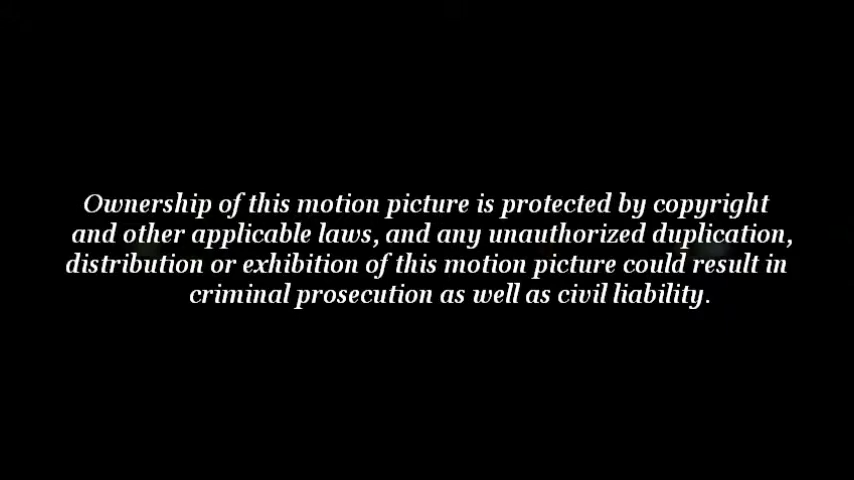 Ownership of this motion picture is protected by copyright
and other applicable laws, and any unauthorized duplication,
distribution or exhibition of this motion picture could result in
criminal prosecution as well as civil liability.